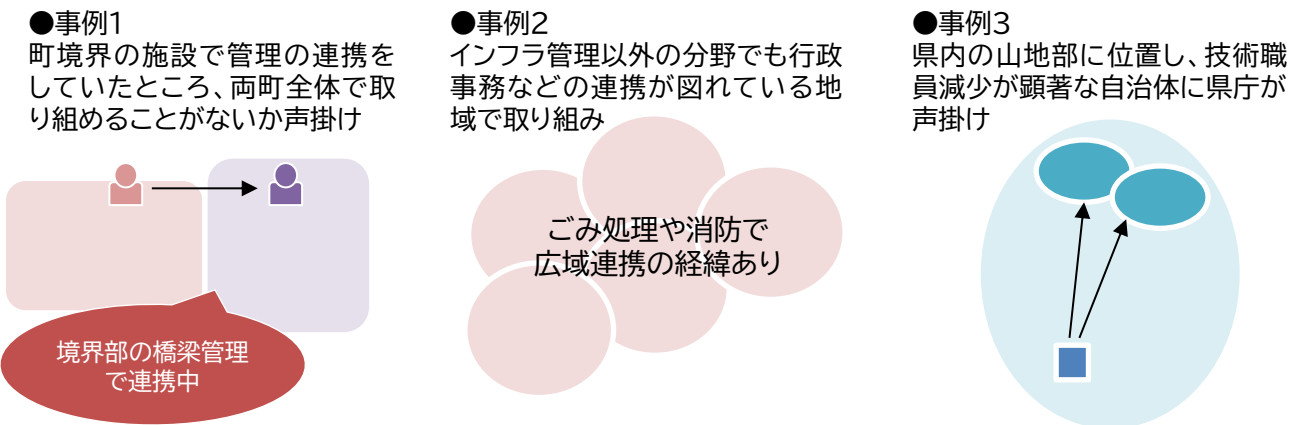 ●事例1
町境界の施設で管理の連携を
していたところ、両町全体で取
り組めることがないか声掛け
境界部の橋梁管理
で連携中
●事例2
インフラ管理以外の分野でも行政
事務などの連携が図れている地
域で取り組み
ごみ処理や消防で
広域連携の経緯あり
●事例3
県内の山地部に位置し、技術職
員減少が顕著な自治体に県庁が
声掛け